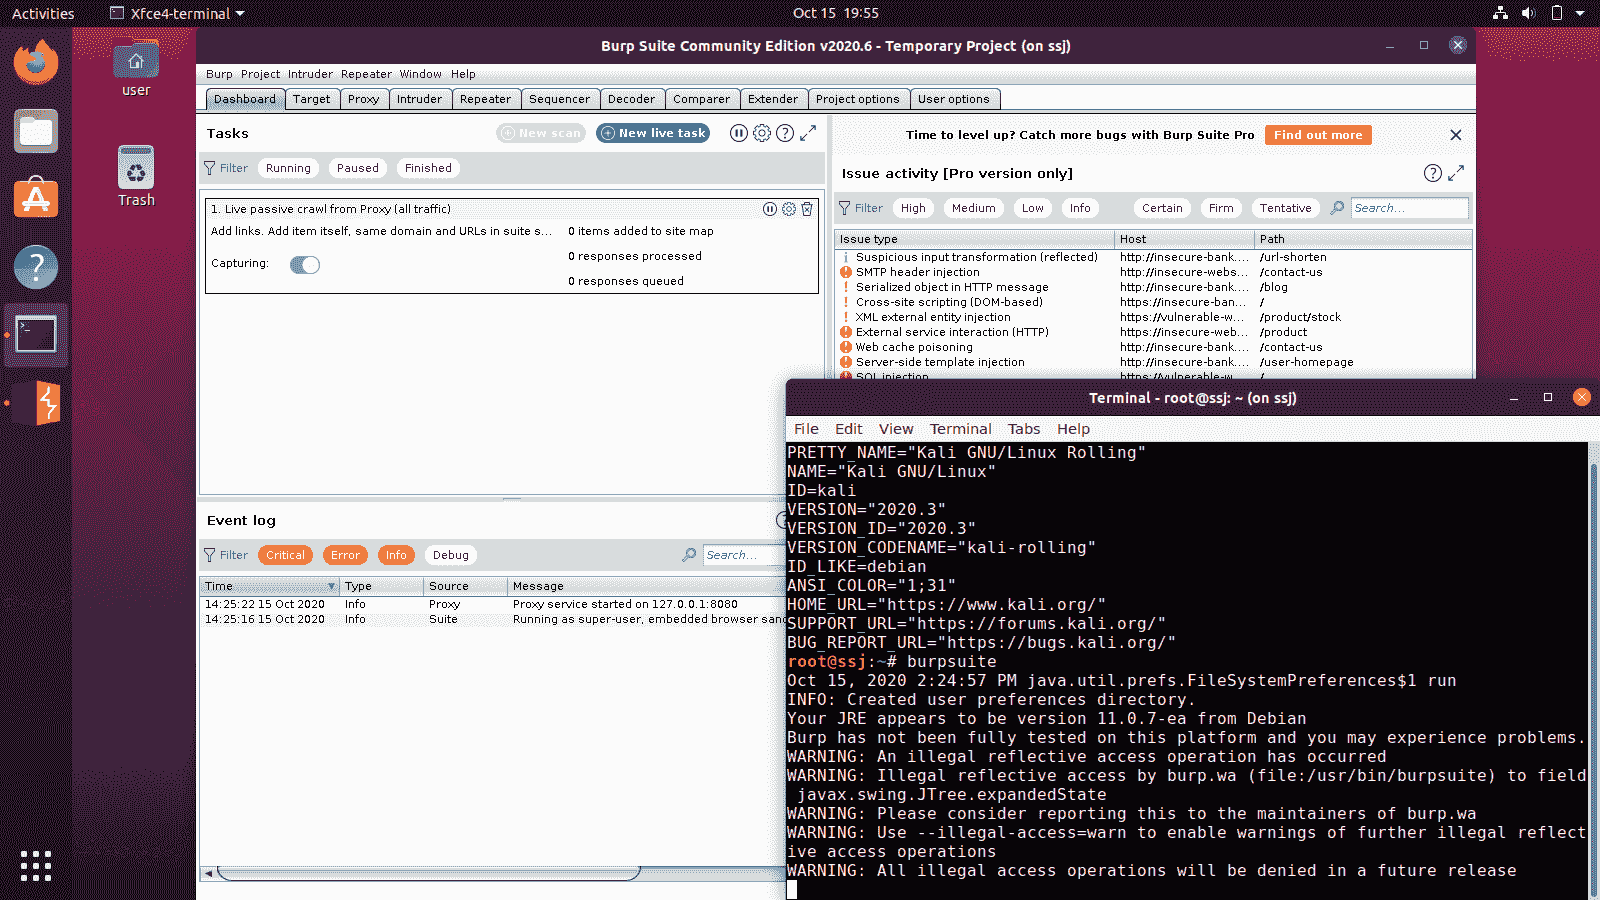 Activities
Xfce4-terminal
Oct 15 19:55
user
Trash
Burp Suite Community Edition v2020.6 - Temporary Project (on ssj)
Burp Project Intruder Repeater Window Help
Dashboard Target Proxy Intruder Repeater Sequencer Decoder Comparer Extender Project options User options
Tasks
New scan
New live task
Filter Running Paused Finished
1. Live passive crawl from Proxy (all traffic)
Add links. Add item itself, same domain and URLs in suite s...
0 items added to site map
Capturing:
0 responses processed
0 responses queued
Time to level up? Catch more bugs with Burp Suite Pro
Find out more
Issue activity [Pro version only]
Filter High Medium Low Info Certain Firm Tentative Search...
Issue type Host Path
Suspicious input transformation (reflected) http://insecure-bank.... /url-shorten
SMTP header injection http://insecure-webs... /contact-us
Serialized object in HTTP message http://insecure-bank.... /blog
Cross-site scripting (DOM-based) https://insecure-ban... /
XML external entity injection https://vulnerable-w... /product/stock
External service interaction (HTTP) https://insecure-web... /product
Web cache poisoning http://insecure-bank.... /contact-us
Server-side template injection http://insecure-bank.... /user-homepage
SQL injection https://vulnerable-w... /
Event log
Filter Critical Error Info Debug Search...
Time Type Source Message
14:25:22 15 Oct 2020 Info Proxy Proxy service started on 127.0.0.1:8080
14:25:16 15 Oct 2020 Info Suite Running as super-user, embedded browser sand
Terminal - root@ssj: ~ (on ssj)
File Edit View Terminal Tabs Help
PRETTY_NAME="Kali GNU/Linux Rolling"
NAME="Kali GNU/Linux"
ID=kali
VERSION="2020.3"
VERSION_ID="2020.3"
VERSION_CODENAME="kali-rolling"
ID_LIKE=debian
ANSI_COLOR="1;31"
HOME_URL="https://www.kali.org/"
SUPPORT_URL="https://forums.kali.org/"
BUG_REPORT_URL="https://bugs.kali.org/"
root@ssj:~# burpsuite
Oct 15, 2020 2:24:57 PM java.util.prefs.FileSystemPreferences$1 run
INFO: Created user preferences directory.
Your JRE appears to be version 11.0.7-ea from Debian
Burp has not been fully tested on this platform and you may experience problems.
WARNING: An illegal reflective access operation has occurred
WARNING: Illegal reflective access by burp.wa (file:/usr/bin/burpsuite) to field
javax.swing.JTree.expandedState
WARNING: Please consider reporting this to the maintainers of burp.wa
WARNING: Use --illegal-access=warn to enable warnings of further illegal reflect
ive access operations
WARNING: All illegal access operations will be denied in a future release